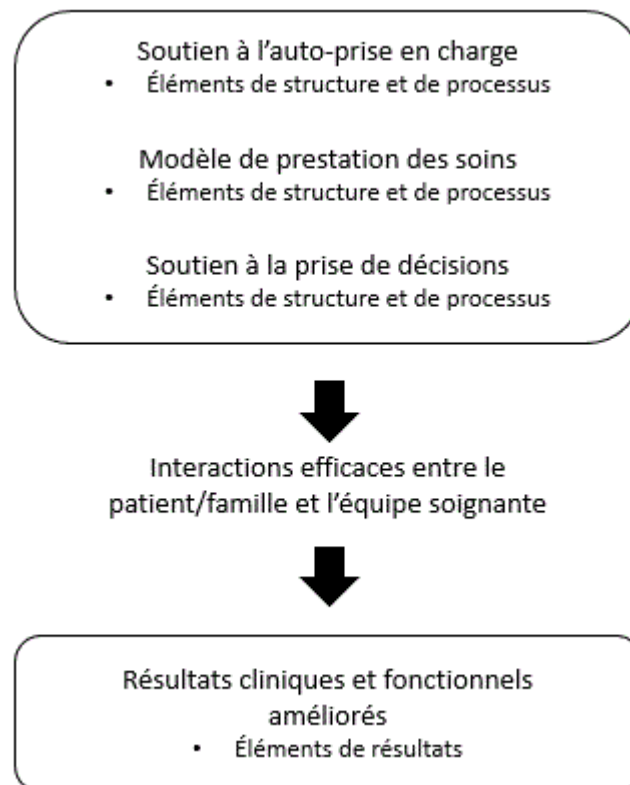 Soutien à l'auto-prise en charge
• Éléments de structure et de processus
Modèle de prestation des soins
• Éléments de structure et de processus
Soutien à la prise de décisions
• Éléments de structure et de processus
Interactions efficaces entre le
patient/famille et l'équipe soignante
Résultats cliniques et fonctionnels
améliorés
• Éléments de résultats